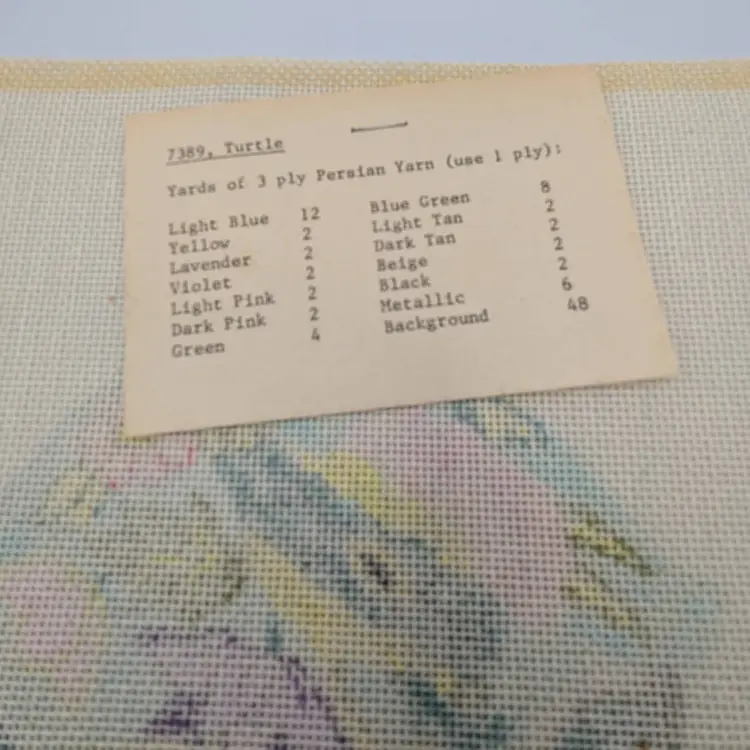 7389, Turtle
Yards of 3 ply Persian Yarn (use 1 ply):
Light Blue 12 Blue Green 8
Yellow 2 Light Tan 2
Lavender 2 Dark Tan 2
Violet 2 Beige 2
Light Pink 2 Black 2
Dark Pink 2 Metallic 6
Green 4 Background 48